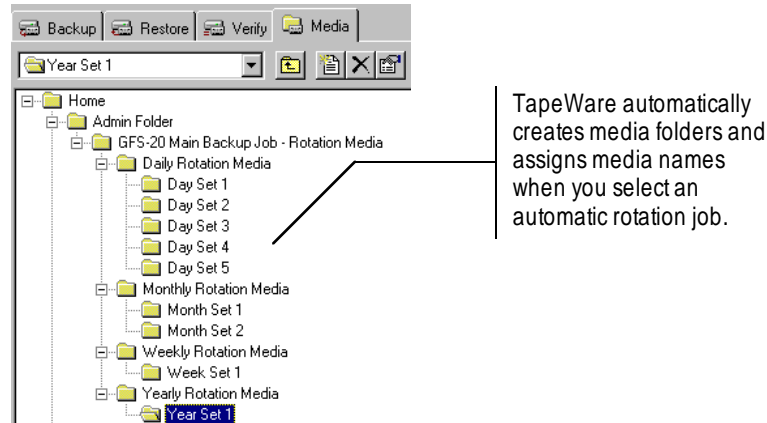 Backup Restore Verify Media
Year Set 1
Home
Admin Folder
GFS-20 Main Backup Job - Rotation Media
Daily Rotation Media
Day Set 1
Day Set 2
Day Set 3
Day Set 4
Day Set 5
Monthly Rotation Media
Month Set 1
Month Set 2
Weekly Rotation Media
Week Set 1
Yearly Rotation Media
Year Set 1
TapeWare automatically
creates media folders and
assigns media names
when you select an
automatic rotation job.